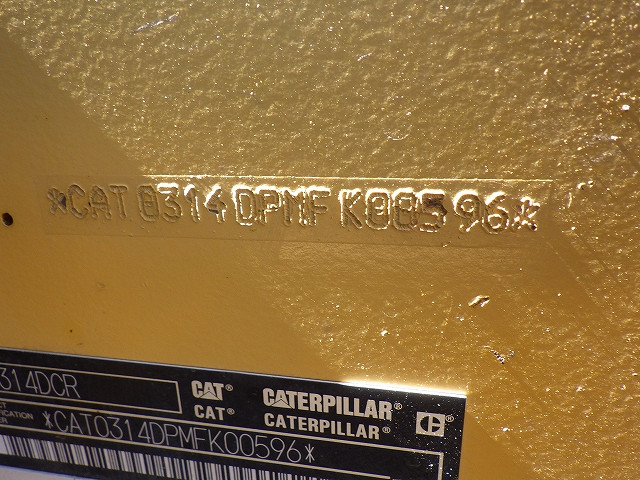 *CAT0314DPMFK00596*
314DCR
CAT® CATERPILLAR®
CAT® CATERPILLAR®
*CAT0314DPMFK00596*